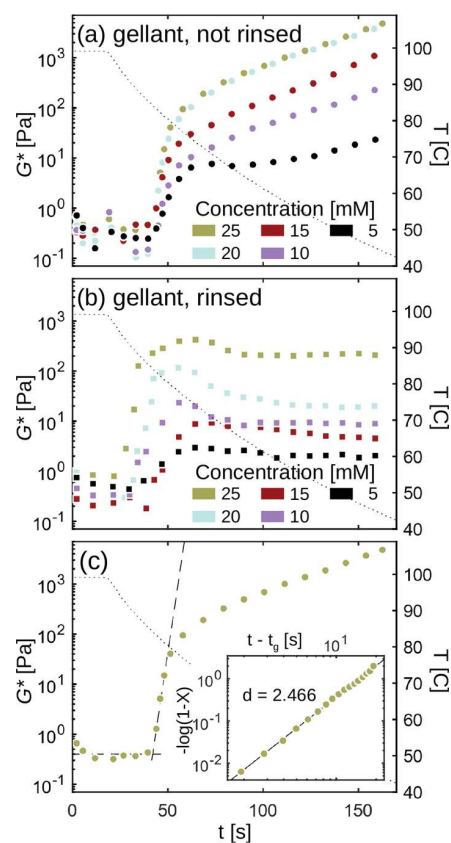 (a) gellant, not rinsed
10³
10²
10¹
10⁰
10⁻¹
G* [Pa]
100
90
80
70
60
50
40
T [C]
Concentration [mM]
25 15 5
20 10
(b) gellant, rinsed
10³
10²
10¹
10⁰
10⁻¹
G* [Pa]
100
90
80
70
60
50
40
T [C]
Concentration [mM]
25 15 5
20 10
(c)
10³
10²
10¹
10⁰
10⁻¹
G* [Pa]
100
90
80
70
60
50
40
T [C]
t - tg [s]
10¹
d = 2.466
-log(1-X)
10⁰
10⁻¹
10⁻²
0 50 100 150
t [s]